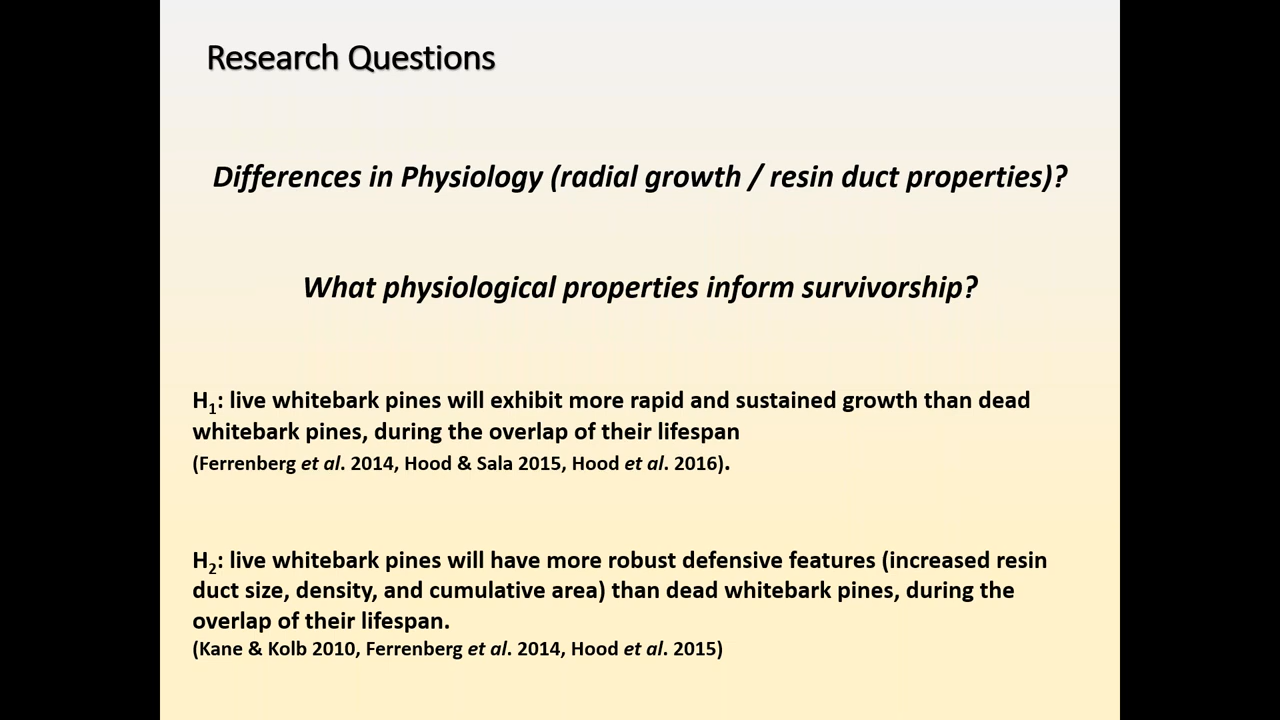 Research Questions
Differences in Physiology (radial growth / resin duct properties)?
What physiological properties inform survivorship?
H₁: live whitebark pines will exhibit more rapid and sustained growth than dead
whitebark pines, during the overlap of their lifespan
(Ferrenberg et al. 2014, Hood & Sala 2015, Hood et al. 2016).
H₂: live whitebark pines will have more robust defensive features (increased resin
duct size, density, and cumulative area) than dead whitebark pines, during the
overlap of their lifespan.
(Kane & Kolb 2010, Ferrenberg et al. 2014, Hood et al. 2015)